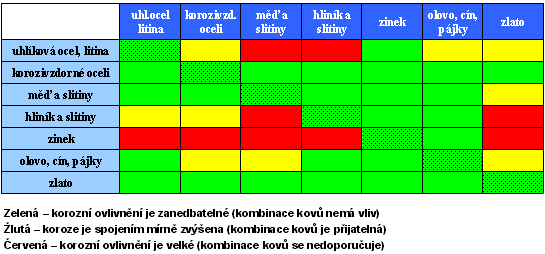 uhl.ocel litina korozivzd. oceli měď a slitiny hliník a slitiny zinek olovo, cín, pájky zlato
uhlíková ocel, litina
korozivzdorné oceli
měď a slitiny
hliník a slitiny
zinek
olovo, cín, pájky
zlato
Zelená – korozní ovlivnění je zanedbatelné (kombinace kovů nemá vliv)
Žlutá – koroze je spojením mírně zvýšena (kombinace kovů je přijatelná)
Červená – korozní ovlivnění je velké (kombinace kovů se nedoporučuje)